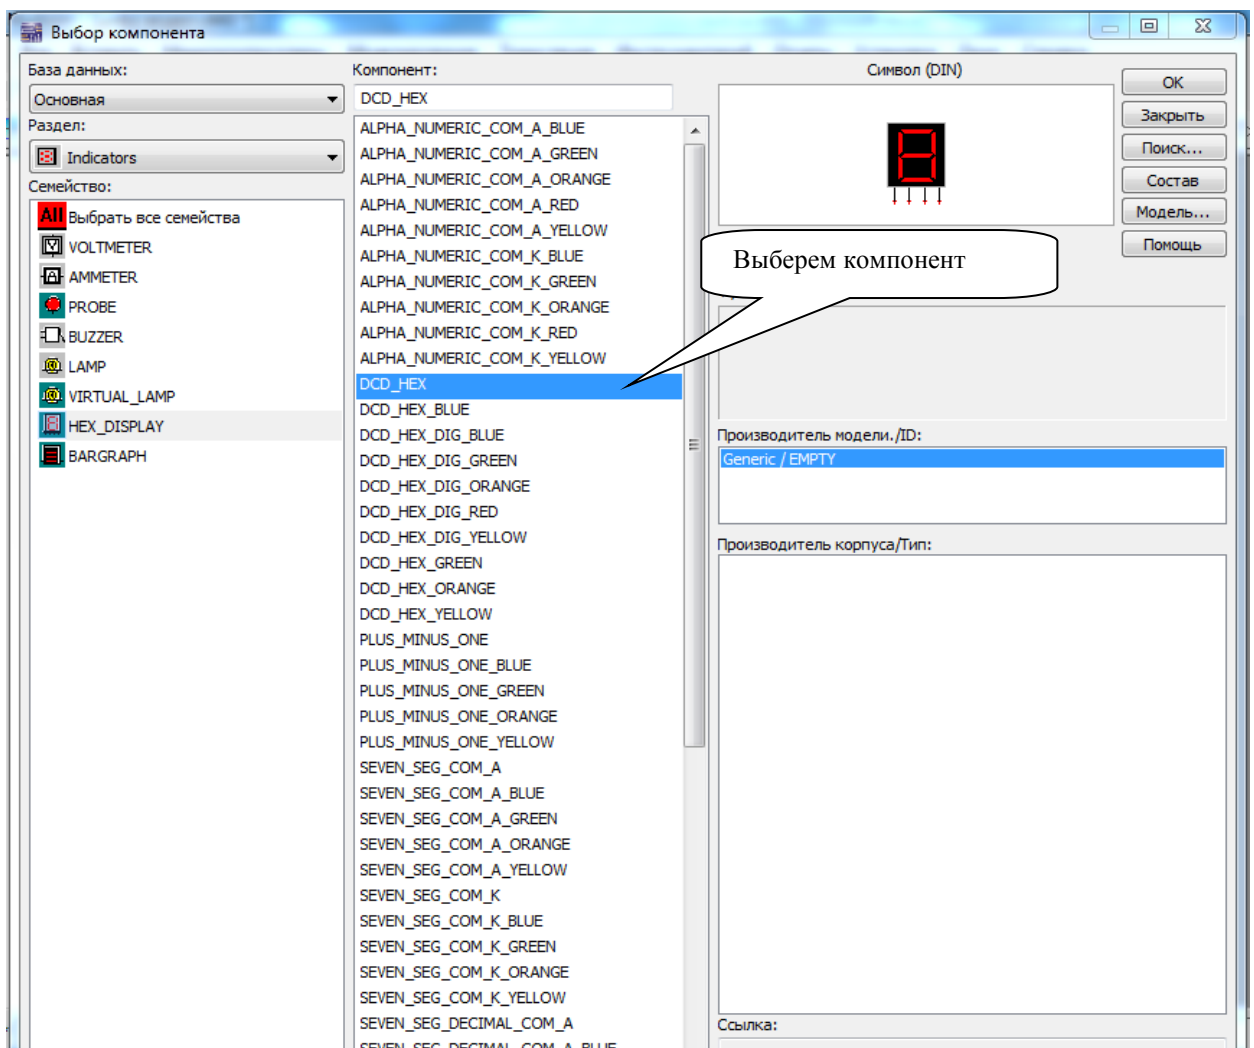 Выбор компонента
База данных:
Основная
Раздел:
Indicators
Семейство:
All Выбрать все семейства
VOLTMETER
AMMETER
PROBE
BUZZER
LAMP
VIRTUAL_LAMP
HEX_DISPLAY
BARGRAPH
Компонент:
DCD_HEX
ALPHA_NUMERIC_COM_A_BLUE
ALPHA_NUMERIC_COM_A_GREEN
ALPHA_NUMERIC_COM_A_ORANGE
ALPHA_NUMERIC_COM_A_RED
ALPHA_NUMERIC_COM_A_YELLOW
ALPHA_NUMERIC_COM_K_BLUE
ALPHA_NUMERIC_COM_K_GREEN
ALPHA_NUMERIC_COM_K_ORANGE
ALPHA_NUMERIC_COM_K_RED
ALPHA_NUMERIC_COM_K_YELLOW
DCD_HEX
DCD_HEX_BLUE
DCD_HEX_DIG_BLUE
DCD_HEX_DIG_GREEN
DCD_HEX_DIG_ORANGE
DCD_HEX_DIG_RED
DCD_HEX_DIG_YELLOW
DCD_HEX_GREEN
DCD_HEX_ORANGE
DCD_HEX_YELLOW
PLUS_MINUS_ONE
PLUS_MINUS_ONE_BLUE
PLUS_MINUS_ONE_GREEN
PLUS_MINUS_ONE_ORANGE
PLUS_MINUS_ONE_YELLOW
SEVEN_SEG_COM_A
SEVEN_SEG_COM_A_BLUE
SEVEN_SEG_COM_A_GREEN
SEVEN_SEG_COM_A_ORANGE
SEVEN_SEG_COM_A_YELLOW
SEVEN_SEG_COM_K
SEVEN_SEG_COM_K_BLUE
SEVEN_SEG_COM_K_GREEN
SEVEN_SEG_COM_K_ORANGE
SEVEN_SEG_COM_K_YELLOW
SEVEN_SEG_DECIMAL_COM_A
SEVEN_SEG_DECIMAL_COM_A_BLUE
Символ (DIN)
8
Выберем компонент
Производитель модели./ID:
Generic / EMPTY
Производитель корпуса/Тип:
Ссылка:
OK
Закрыть
Поиск...
Состав
Модель...
Помощь